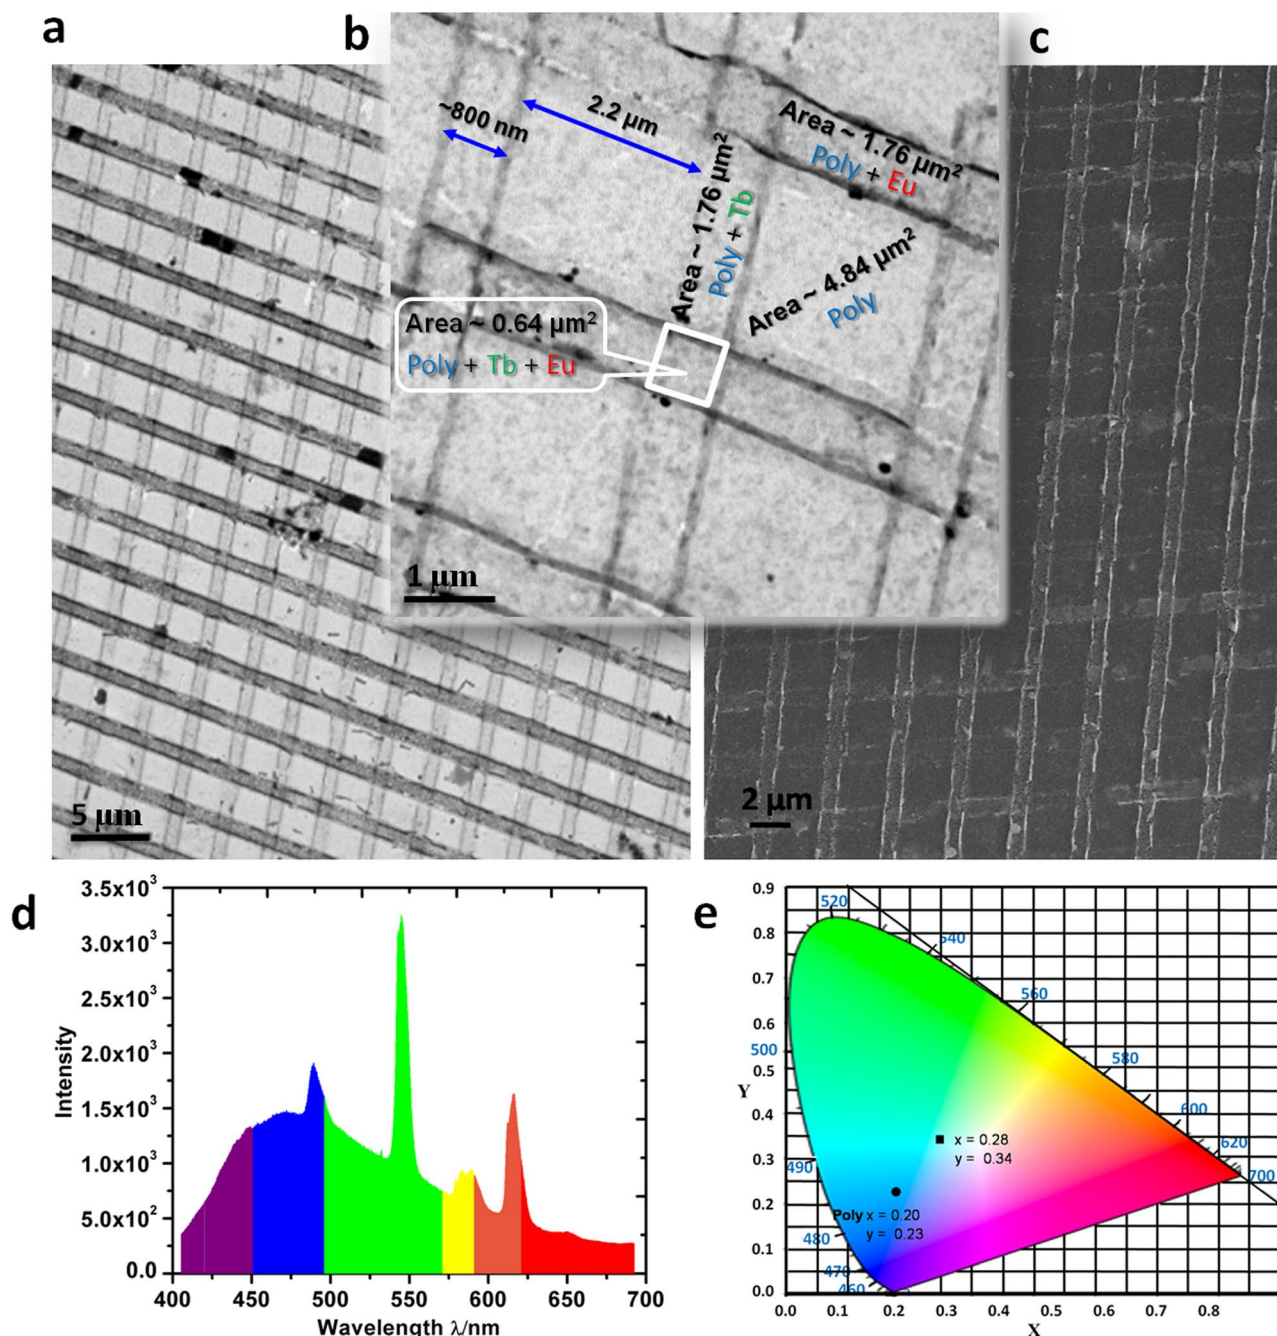 a
b
c
~800 nm
2.2 µm
Area ~ 1.76 µm²
Poly + Eu
Area ~ 1.76 µm²
Poly + Tb
Area ~ 4.84 µm²
Poly
Area ~ 0.64 µm²
Poly + Tb + Eu
1 µm
5 µm
2 µm
d
3.5x10³
3.0x10³
2.5x10³
2.0x10³
1.5x10³
1.0x10³
5.0x10²
0.0
Intensity
400 450 500 550 600 650 700
Wavelength λ/nm
e
0.9
0.8
0.7
0.6
0.5
0.4
0.3
0.2
0.1
0.0
Y
520
540
560
500
580
600
620
700
490
480
470
460
x = 0.28
y = 0.34
Poly x = 0.20
y = 0.23
0.0 0.1 0.2 0.3 0.4 0.5 0.6 0.7 0.8
X